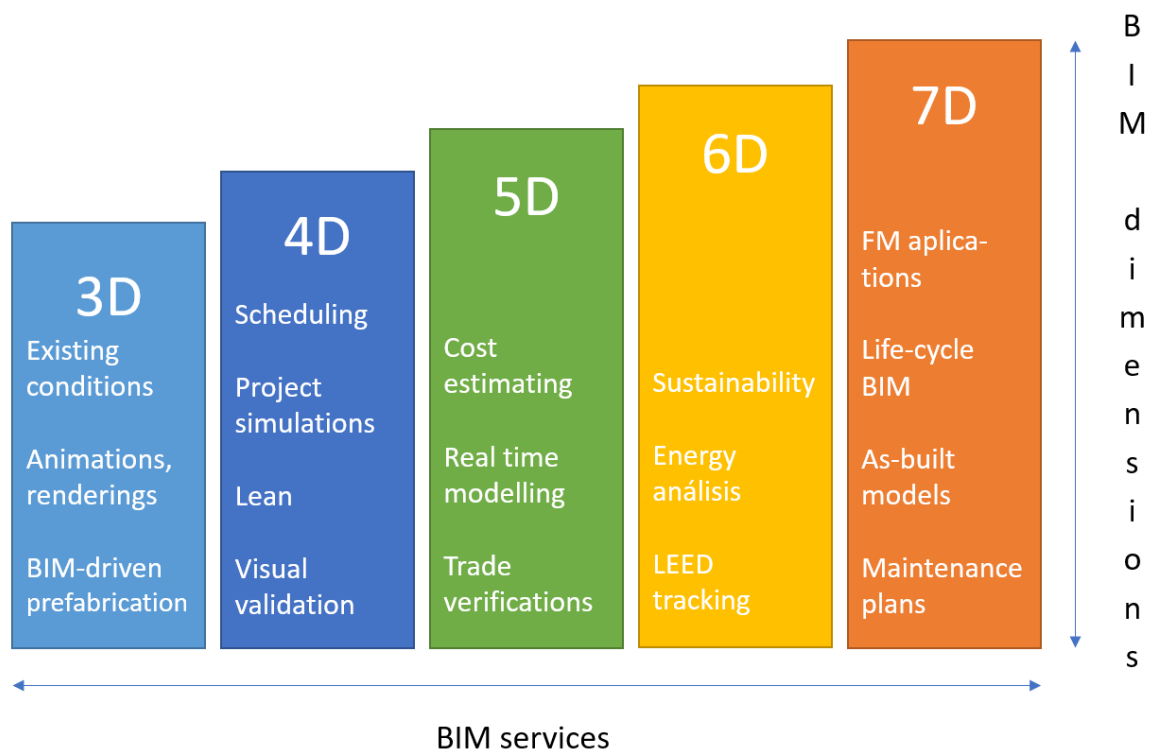 3D
Existing
conditions
Animations,
renderings
BIM-driven
prefabrication
4D
Scheduling
Project
simulations
Lean
Visual
validation
5D
Cost
estimating
Real time
modelling
Trade
verifications
6D
Sustainability
Energy
análisis
LEED
tracking
7D
FM aplica-
tions
Life-cycle
BIM
As-built
models
Maintenance
plans
BIM dimensions
BIM services